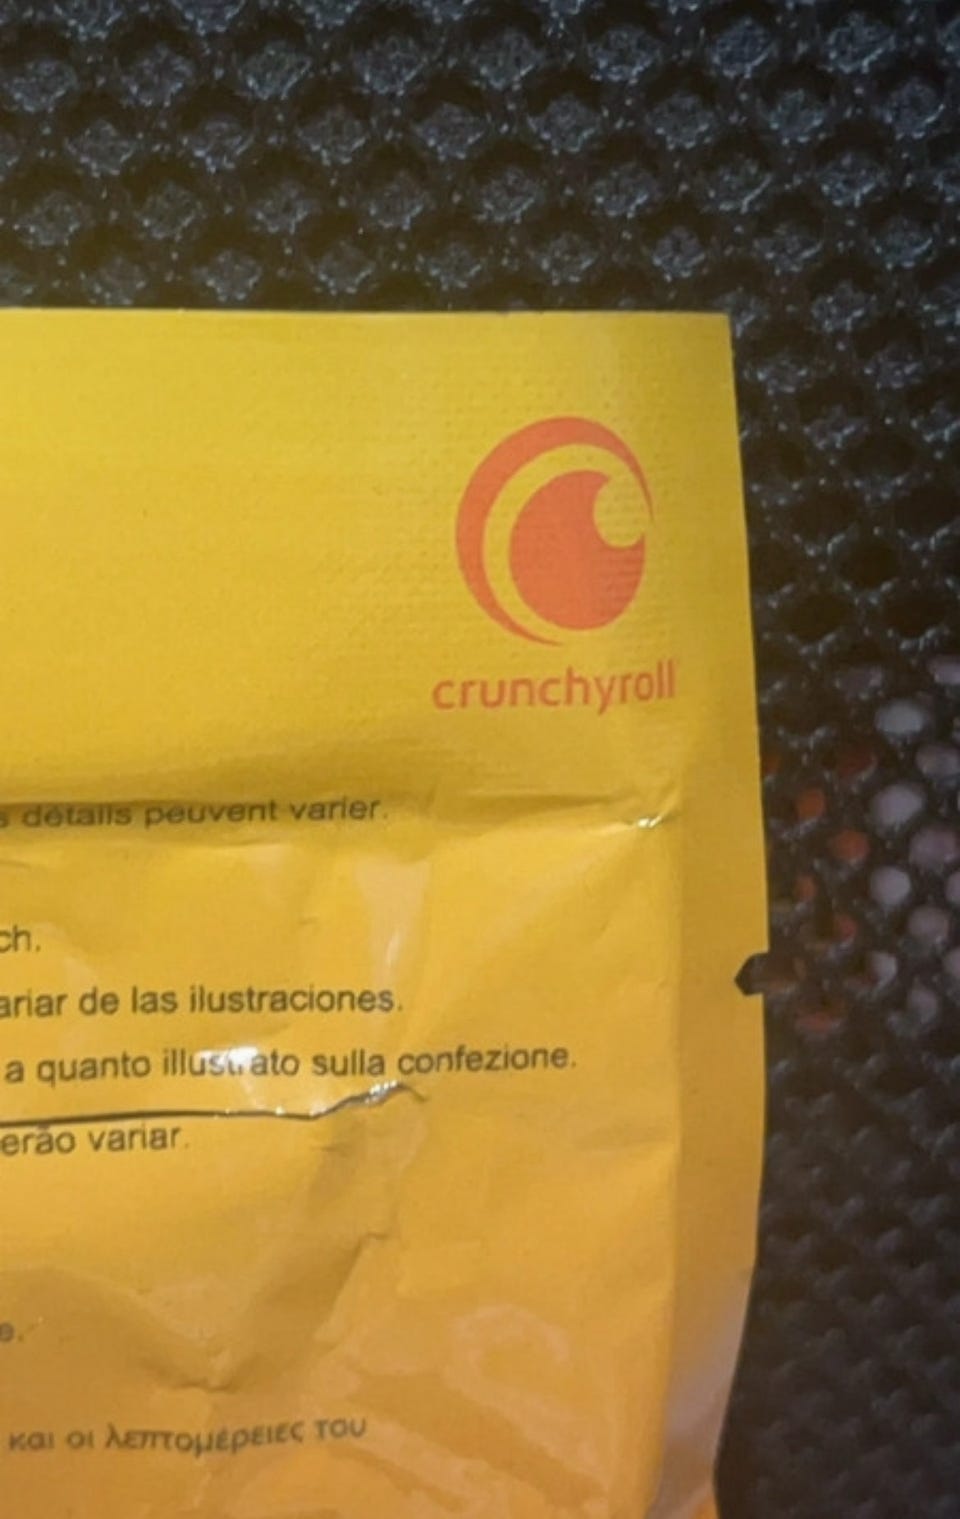 crunchyroll
s détails peuvent varier.
ch.
ariar de las ilustraciones.
a quanto illustrato sulla confezione.
erão variar.
e.
και οι λεπτομέρειες του